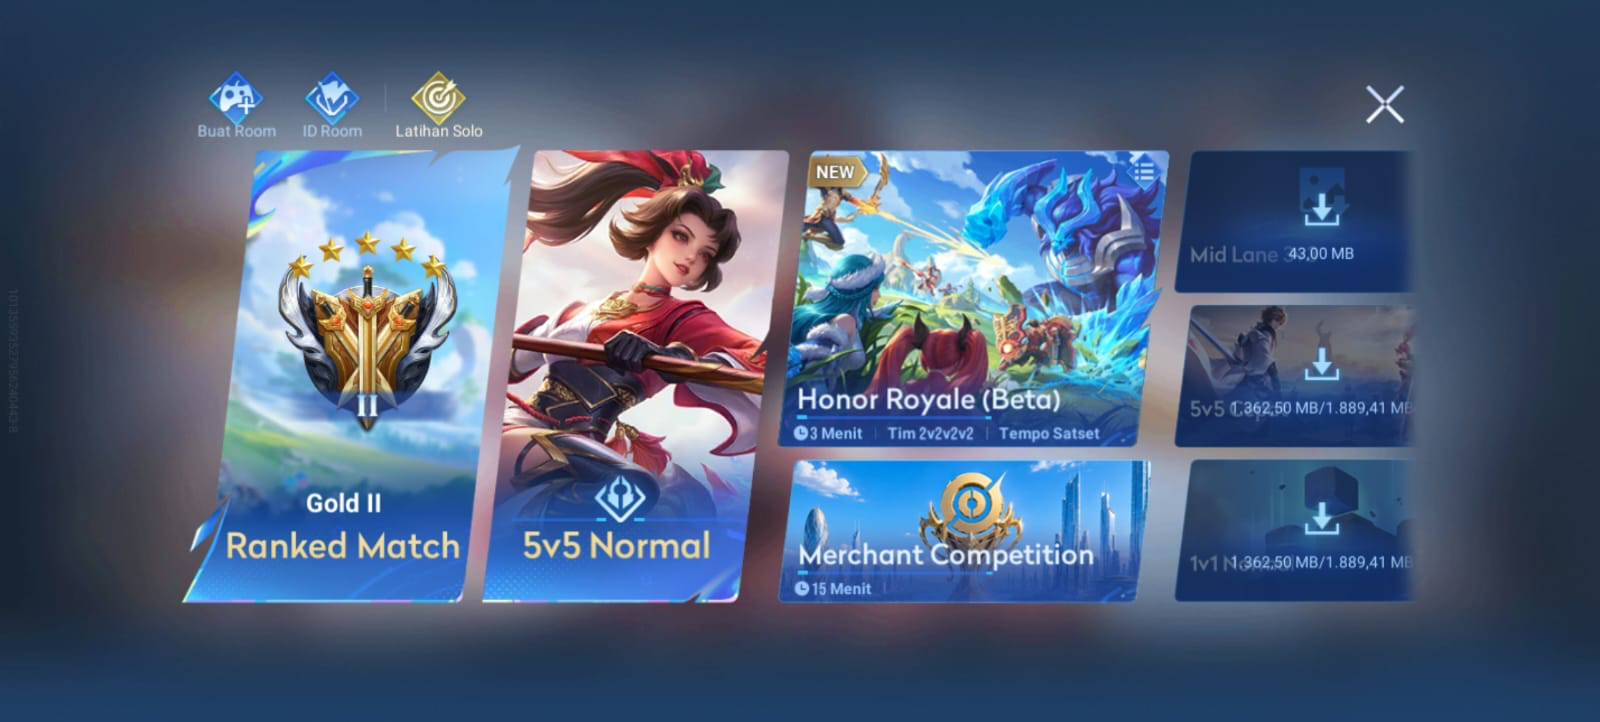 Buat Room
ID Room
Latihan Solo
Gold II
Ranked Match
II
5v5 Normal
NEW
Honor Royale (Beta)
3 Menit
Tim 2v2v2v2
Tempo Satset
Merchant Competition
15 Menit
Mid Lane
43,00 MB
5v5
1.362,50 MB/1.889,41 MB
1v1
1.362,50 MB/1.889,41 MB